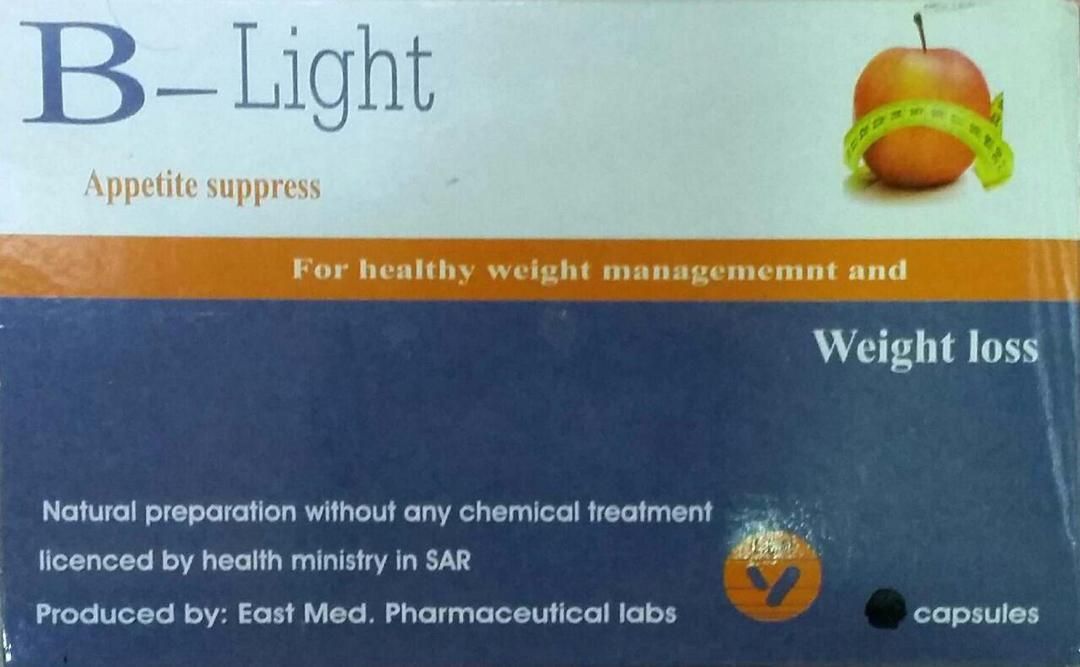 B-Light
Appetite suppress
For healthy weight managememnt and
Weight loss
Natural preparation without any chemical treatment
licenced by health ministry in SAR
Produced by: East Med. Pharmaceutical labs
capsules